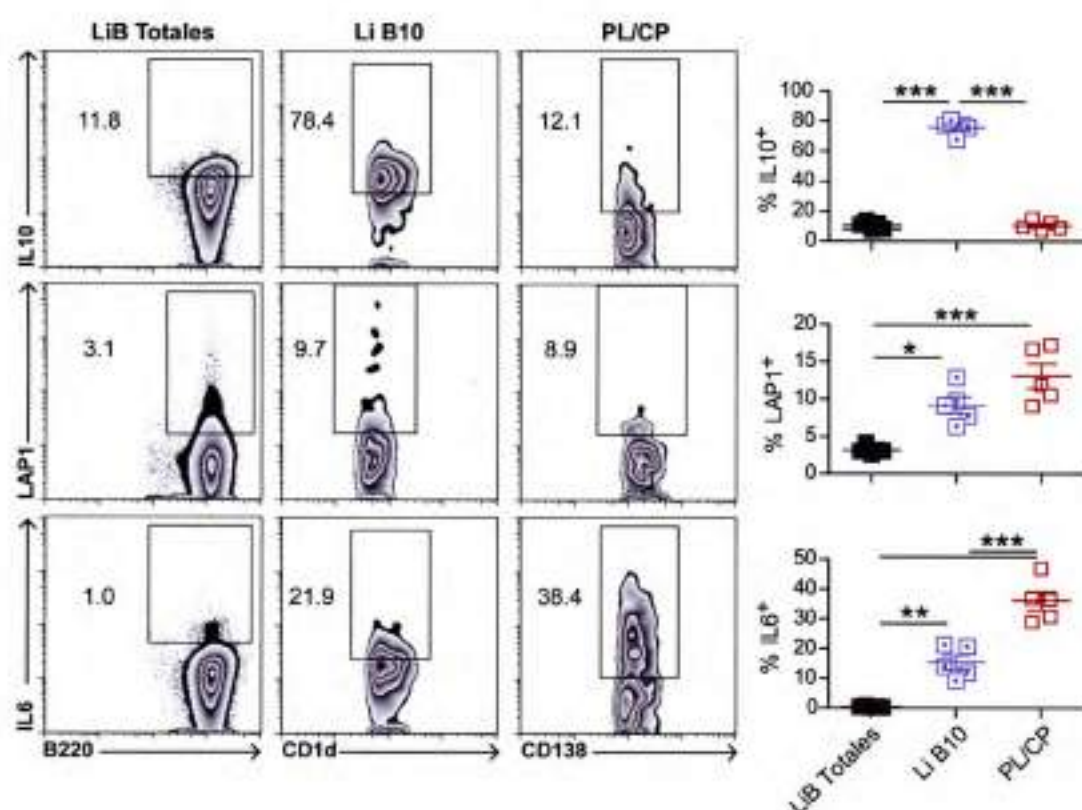 LiB Totales
Li B10
PL/CP
IL10
11.8
78.4
12.1
% IL10+
100
80
60
40
20
0
***
***
LAP1
3.1
9.7
8.9
% LAP1+
20
15
10
5
0
*
***
IL6
1.0
21.9
38.4
% IL6+
50
40
30
20
10
0
**
***
B220
CD1d
CD138
LiB Totales
Li B10
PL/CP